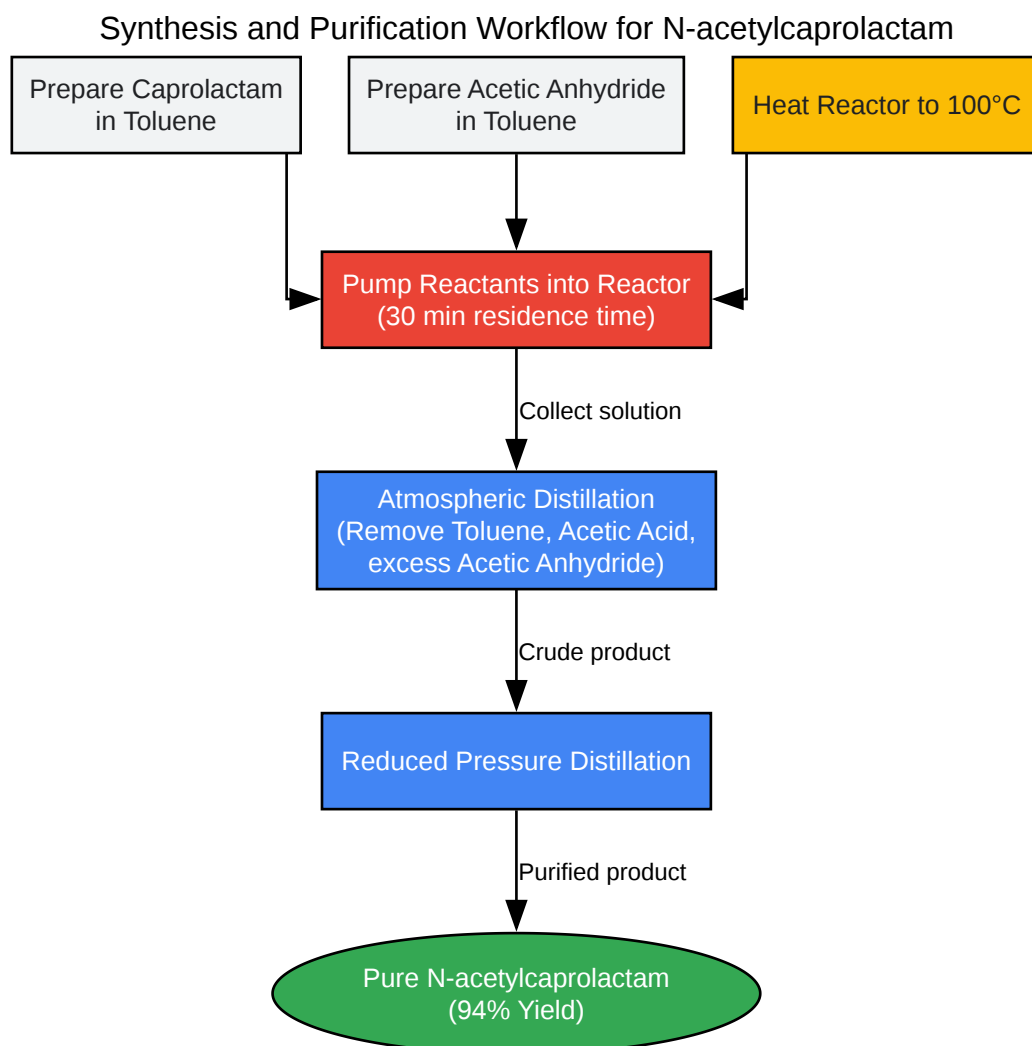 Synthesis and Purification Workflow for N-acetylcaprolactam
Prepare Caprolactam
in Toluene
Prepare Acetic Anhydride
in Toluene
Heat Reactor to 100°C
Pump Reactants into Reactor
(30 min residence time)
Collect solution
Atmospheric Distillation
(Remove Toluene, Acetic Acid,
excess Acetic Anhydride)
Crude product
Reduced Pressure Distillation
Purified product
Pure N-acetylcaprolactam
(94% Yield)